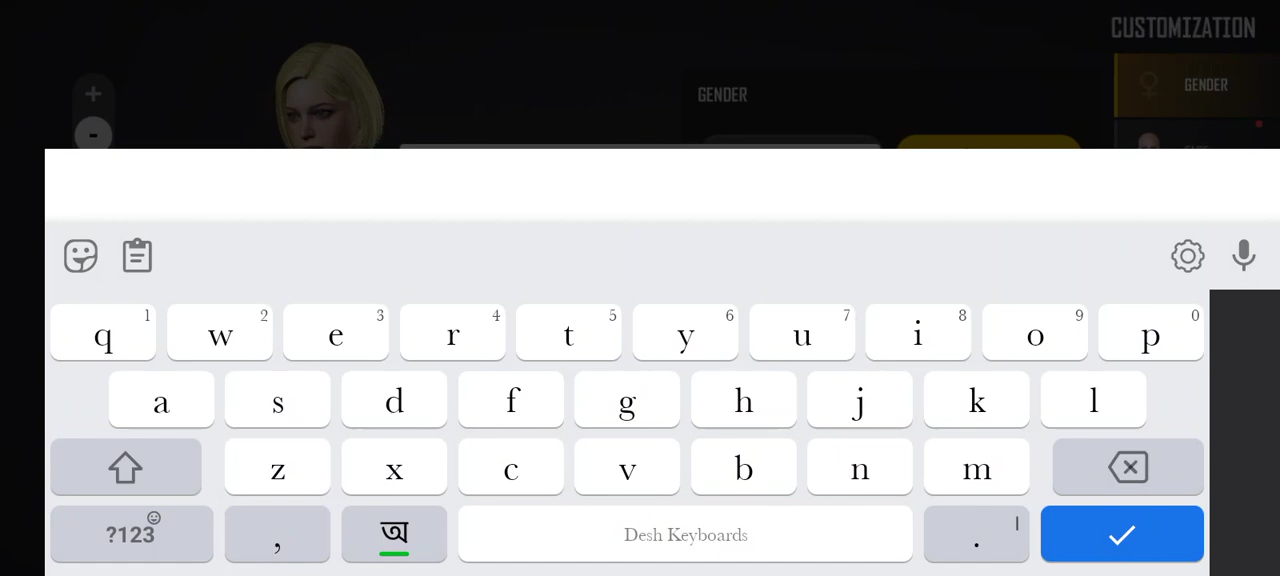 CUSTOMIZATION
GENDER
GENDER
+
-
q 1 w 2 e 3 r 4 t 5 y 6 u 7 i 8 o 9 p 0
a s d f g h j k l
z x c v b n m
?123 , অ Desh Keyboards . |